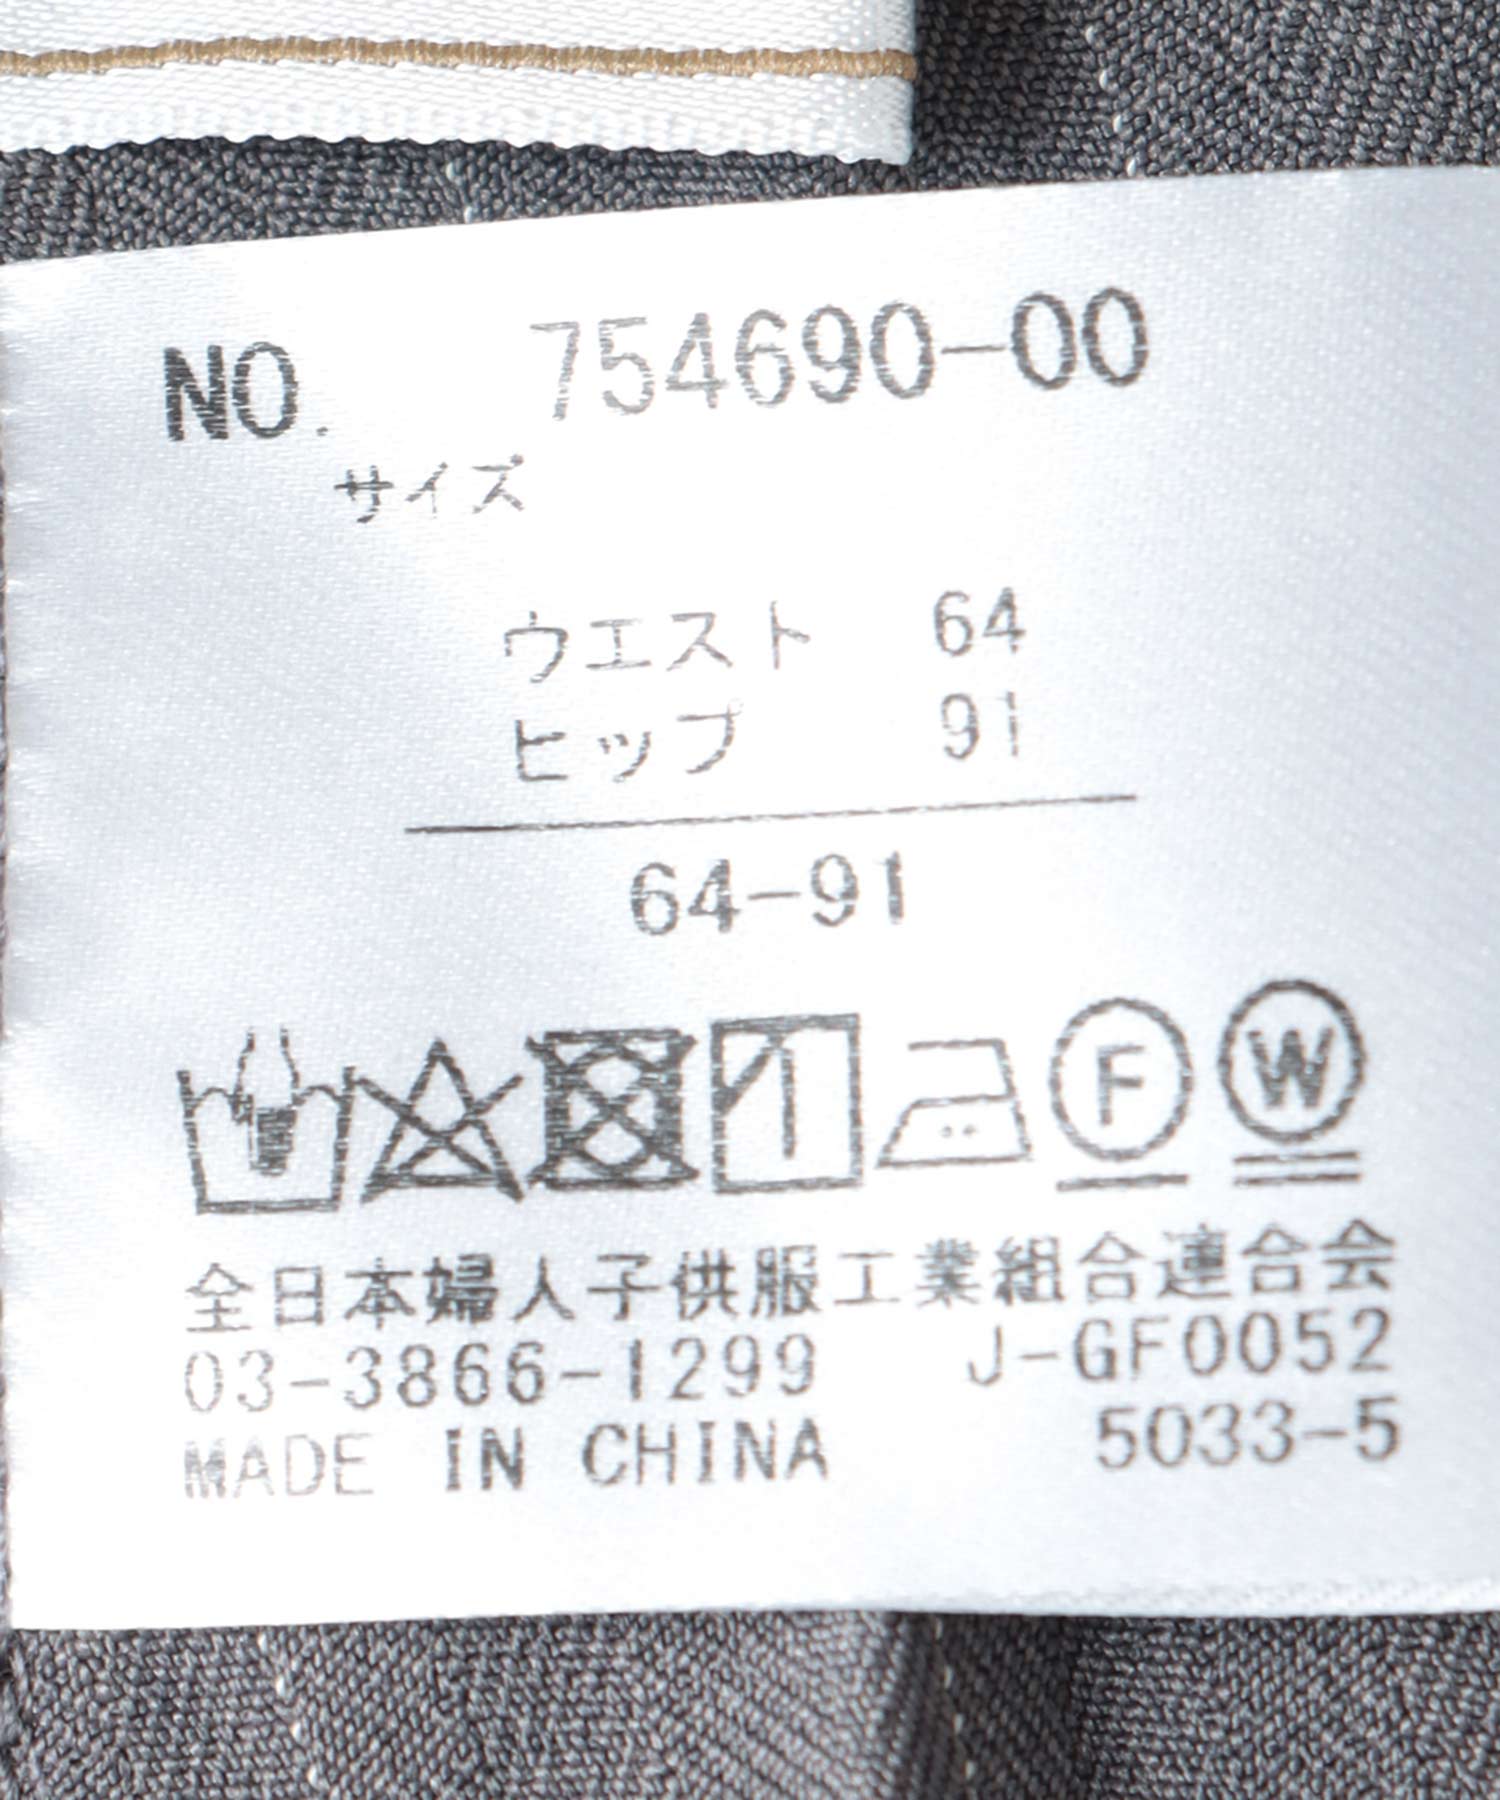 NO. 754690-00
サイズ
ウエスト 64
ヒップ 91
64-91
F W
全日本婦人子供服工業組合連合会
03-3866-1299 J-GF0052
MADE IN CHINA 5033-5